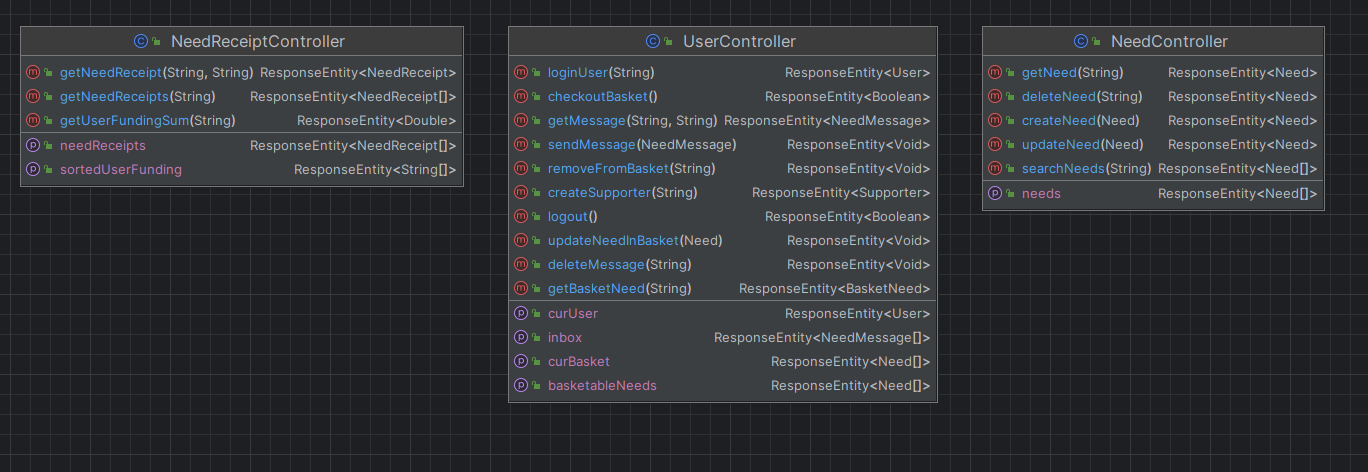 NeedReceiptController
getNeedReceipt(String, String) ResponseEntity<NeedReceipt>
getNeedReceipts(String) ResponseEntity<NeedReceipt[]>
getUserFundingSum(String) ResponseEntity<Double>
needReceipts ResponseEntity<NeedReceipt[]>
sortedUserFunding ResponseEntity<String[]>
UserController
loginUser(String) ResponseEntity<User>
checkoutBasket() ResponseEntity<Boolean>
getMessage(String, String) ResponseEntity<NeedMessage>
sendMessage(NeedMessage) ResponseEntity<Void>
removeFromBasket(String) ResponseEntity<Void>
createSupporter(String) ResponseEntity<Supporter>
logout() ResponseEntity<Boolean>
updateNeedInBasket(Need) ResponseEntity<Void>
deleteMessage(String) ResponseEntity<Void>
getBasketNeed(String) ResponseEntity<BasketNeed>
curUser ResponseEntity<User>
inbox ResponseEntity<NeedMessage[]>
curBasket ResponseEntity<Need[]>
basketableNeeds ResponseEntity<Need[]>
NeedController
getNeed(String) ResponseEntity<Need>
deleteNeed(String) ResponseEntity<Need>
createNeed(Need) ResponseEntity<Need>
updateNeed(Need) ResponseEntity<Need>
searchNeeds(String) ResponseEntity<Need[]>
needs ResponseEntity<Need[]>